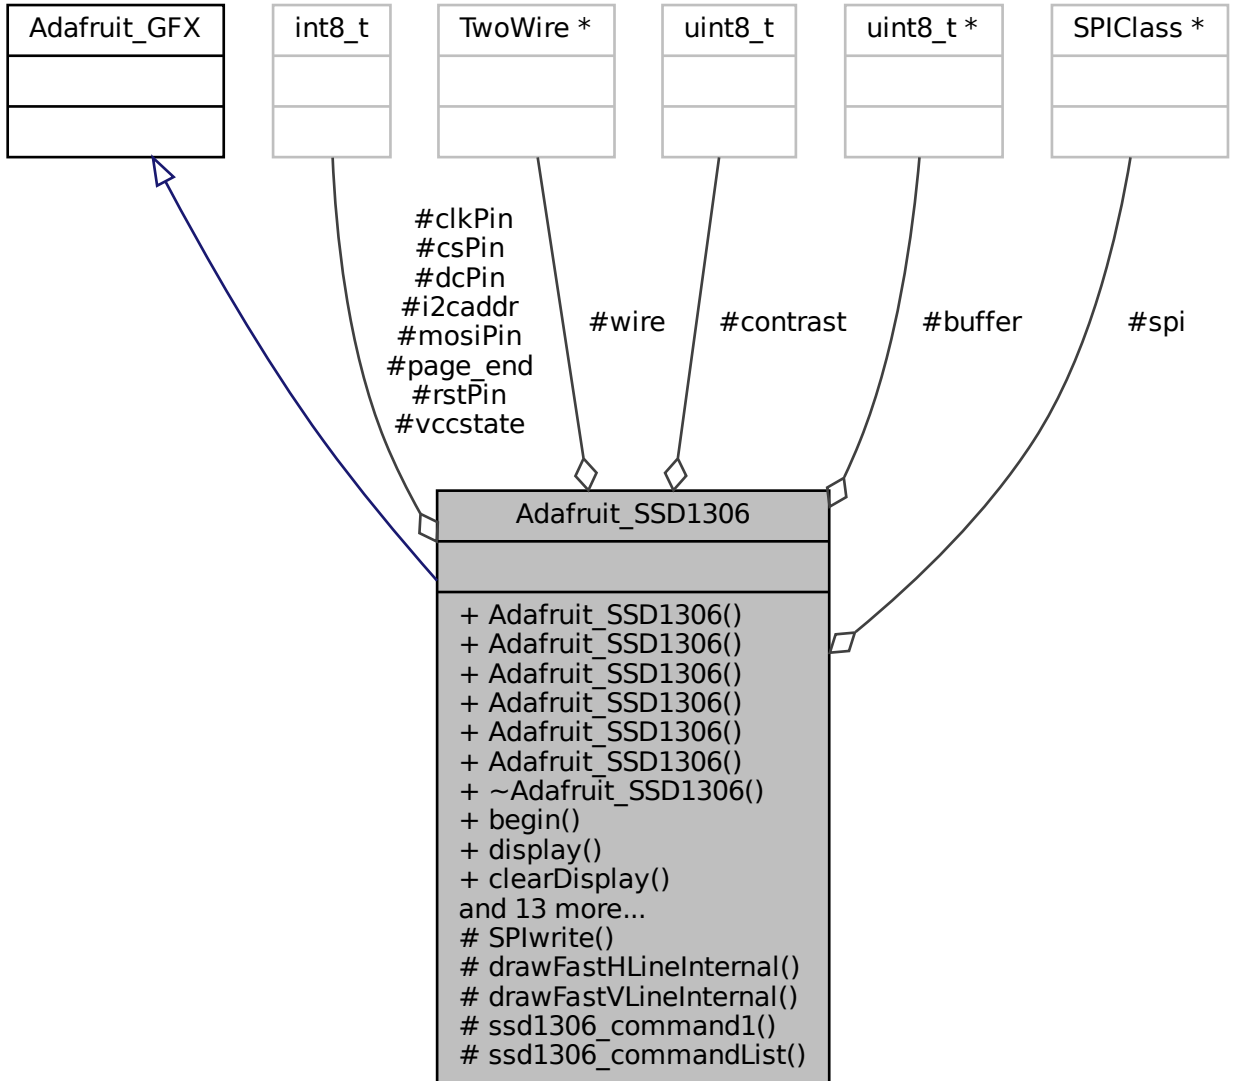 Adafruit_GFX
int8_t
TwoWire *
uint8_t
uint8_t *
SPIClass *
#clkPin
#csPin
#dcPin
#i2caddr
#mosiPin
#page_end
#rstPin
#vccstate
#wire
#contrast
#buffer
#spi
Adafruit_SSD1306
+ Adafruit_SSD1306()
+ Adafruit_SSD1306()
+ Adafruit_SSD1306()
+ Adafruit_SSD1306()
+ Adafruit_SSD1306()
+ Adafruit_SSD1306()
+ ~Adafruit_SSD1306()
+ begin()
+ display()
+ clearDisplay()
and 13 more...
# SPIwrite()
# drawFastHLineInternal()
# drawFastVLineInternal()
# ssd1306_command1()
# ssd1306_commandList()